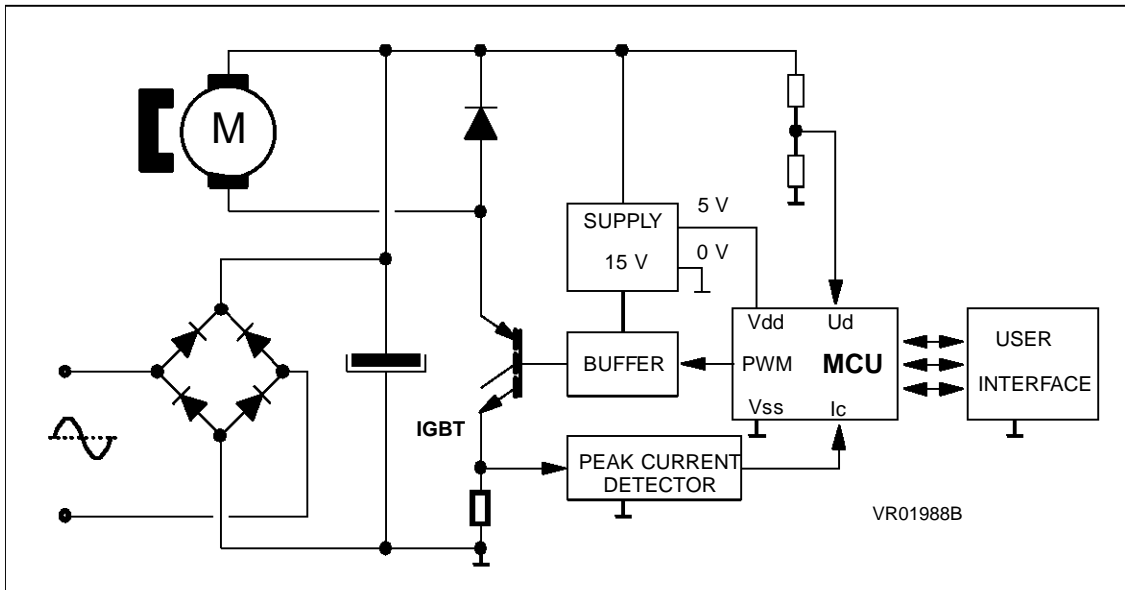 M
SUPPLY
15 V
5 V
0 V
Vdd
Ud
PWM
MCU
Vss
Ic
BUFFER
USER
INTERFACE
IGBT
PEAK CURRENT
DETECTOR
VR01988B